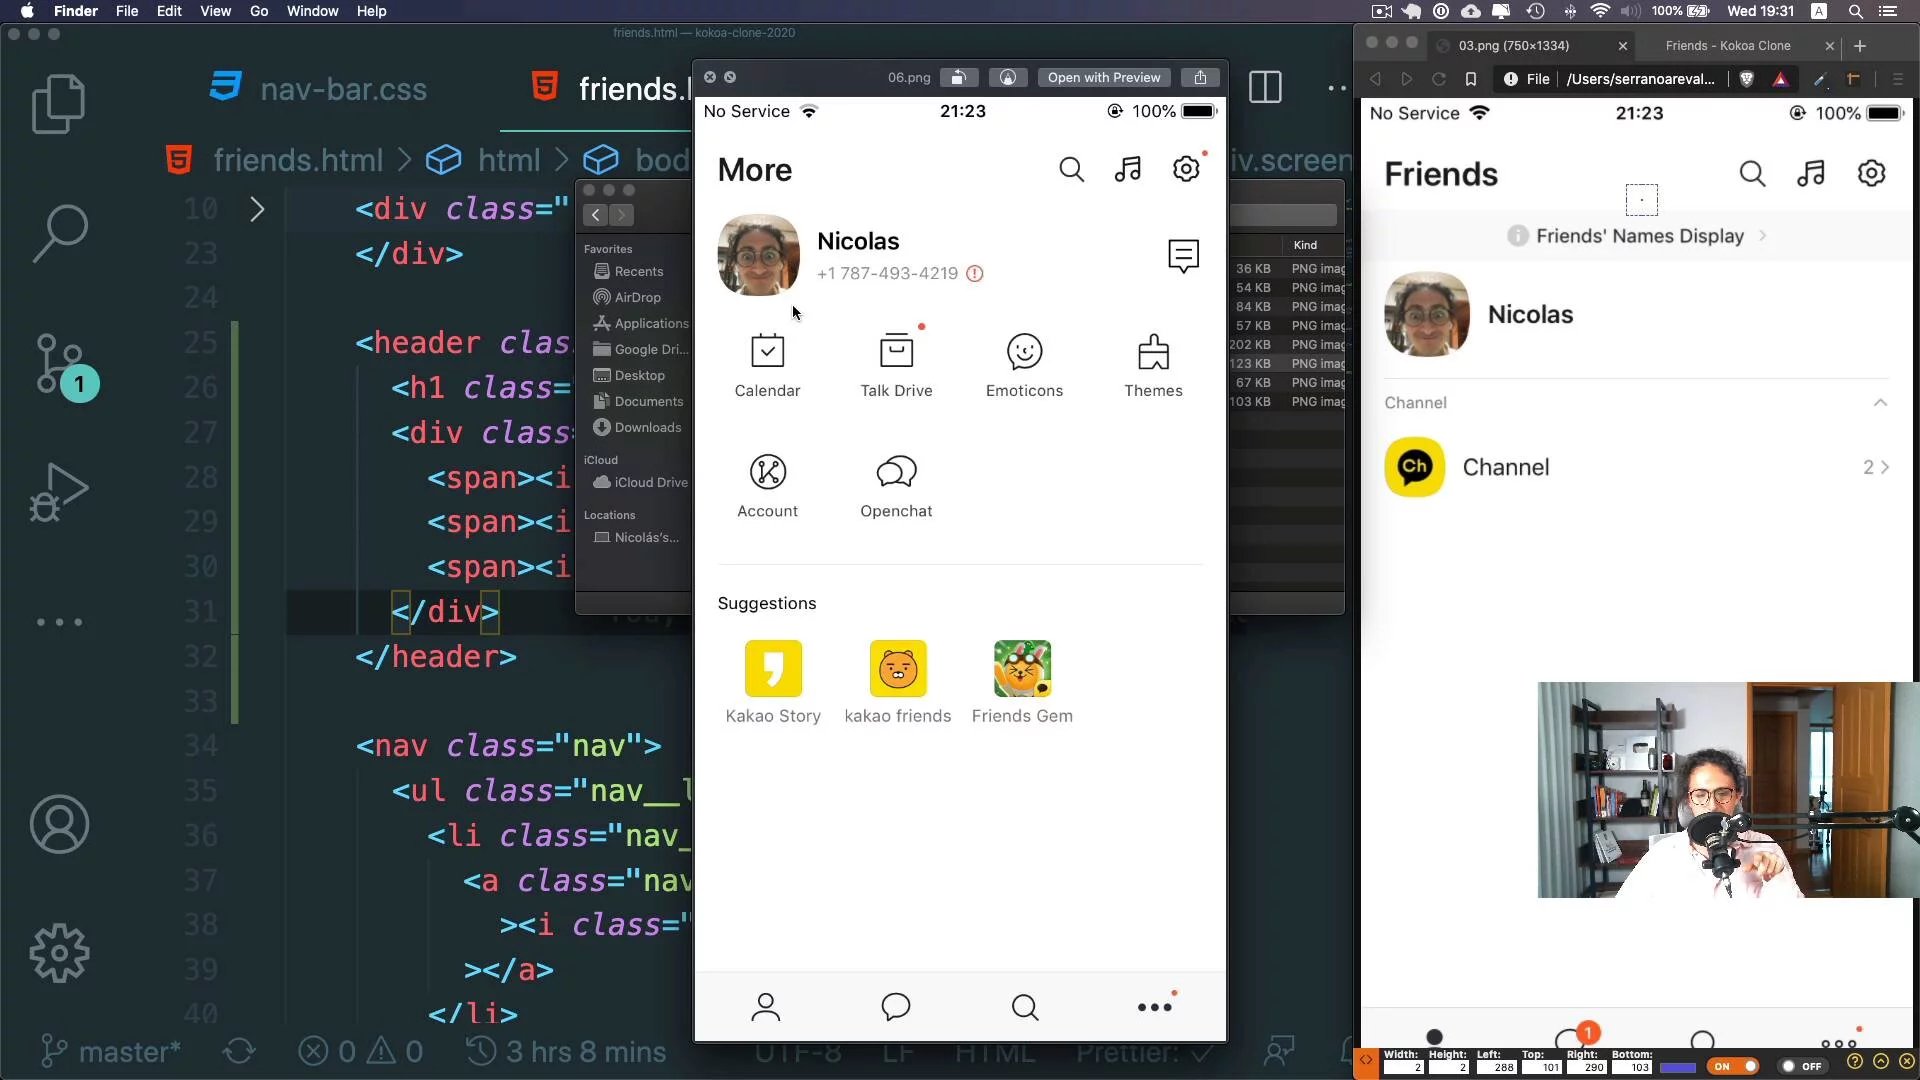 Finder File Edit View Go Window Help
100%
Wed 19:31
A
friends.html — kokoa-clone-2020
nav-bar.css
friends.
friends.html > html > bod
iv.screen
10 <div class="
23 </div>
24
25 <header clas
26 <h1 class=
27 <div class
28 <span><i
29 <span><i
30 <span><i
31 </div>
32 </header>
33
34 <nav class="nav">
35 <ul class="nav__l
36 <li class="nav_
37 <a class="nav
38 ><i class="
39 ></a>
40 </li>
1
master*
0
0
3 hrs 8 mins
UTF-8
LF
HTML
Prettier:
Favorites
Recents
AirDrop
Applications
Google Dri...
Desktop
Documents
Downloads
iCloud
iCloud Drive
Locations
Nicolás's...
Kind
36 KB PNG imag
54 KB PNG imag
84 KB PNG imag
57 KB PNG imag
202 KB PNG imag
123 KB PNG imag
67 KB PNG imag
103 KB PNG imag
06.png
Open with Preview
No Service
21:23
100%
More
Nicolas
+1 787-493-4219
Calendar
Talk Drive
Emoticons
Themes
Account
Openchat
Suggestions
Kakao Story
kakao friends
Friends Gem
03.png (750×1334)
Friends - Kokoa Clone
File
/Users/serranoareval...
No Service
21:23
100%
Friends
Friends' Names Display
Nicolas
Channel
Ch
Channel
2
1
Width: 2
Height: 2
Left: 288
Top: 101
Right: 290
Bottom: 103
ON
OFF